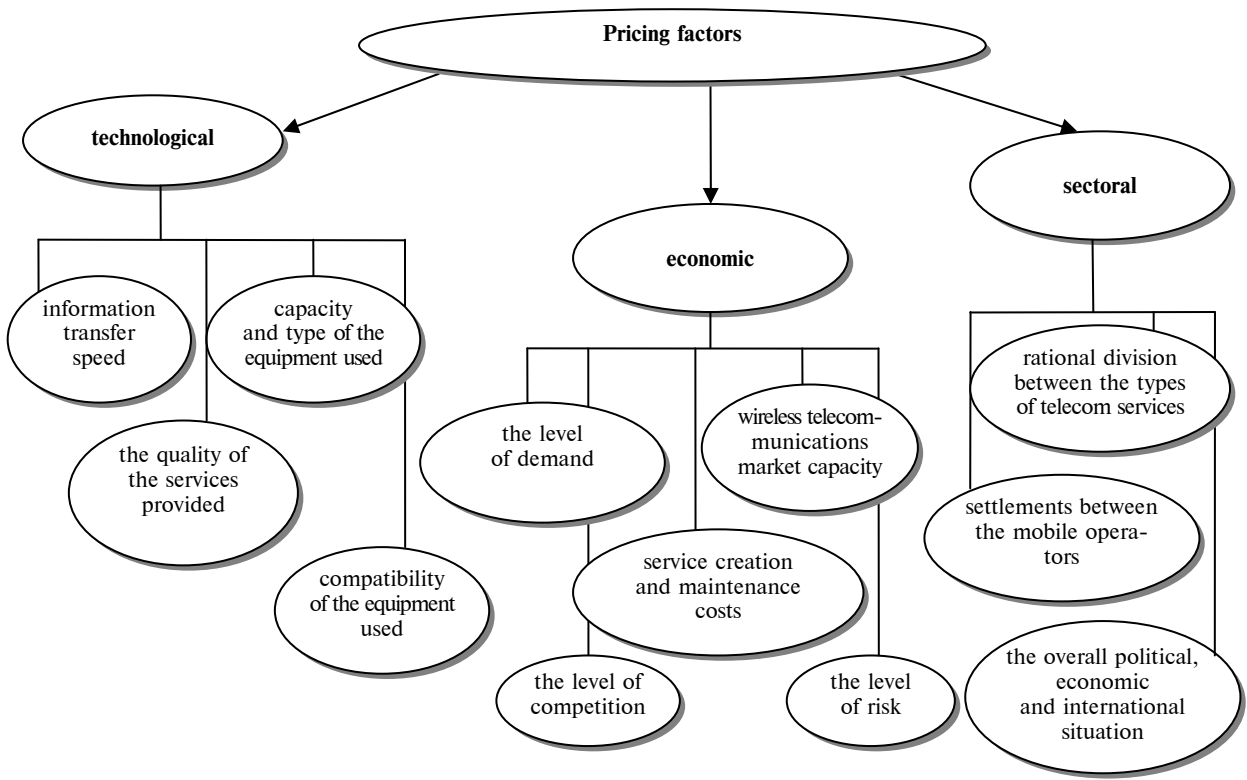 Pricing factors
technological
sectoral
economic
information
transfer
speed
capacity
and type of the
equipment used
the quality of
the services
provided
compatibility
of the equipment
used
the level
of demand
wireless telecom-
munications
market capacity
service creation
and maintenance
costs
the level of
competition
the level
of risk
rational division
between the types
of telecom services
settlements between
the mobile opera-
tors
the overall political,
economic
and international
situation